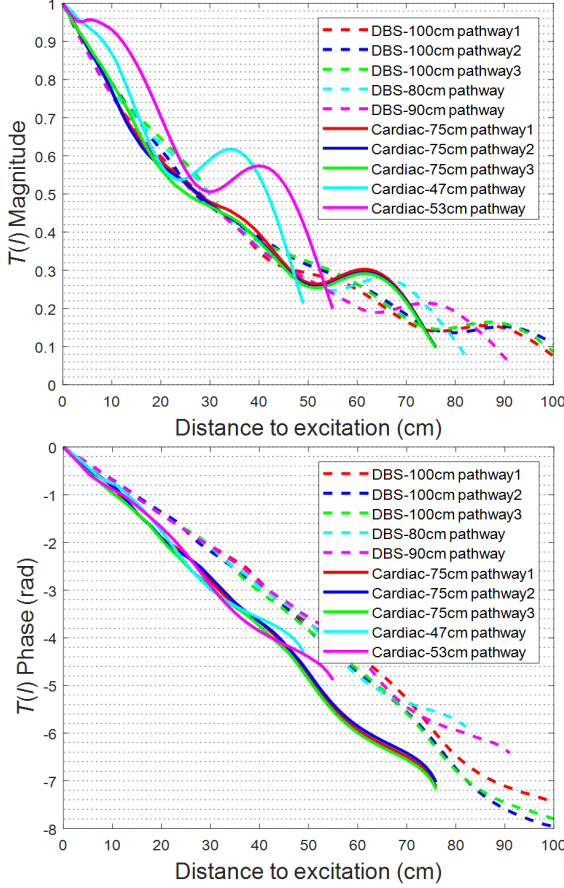 1
0.9
0.8
0.7
0.6
0.5
0.4
0.3
0.2
0.1
0
T(l) Magnitude
DBS-100cm pathway1
DBS-100cm pathway2
DBS-100cm pathway3
DBS-80cm pathway
DBS-90cm pathway
Cardiac-75cm pathway1
Cardiac-75cm pathway2
Cardiac-75cm pathway3
Cardiac-47cm pathway
Cardiac-53cm pathway
0 10 20 30 40 50 60 70 80 90 100
Distance to excitation (cm)
0
-1
-2
-3
-4
-5
-6
-7
-8
T(l) Phase (rad)
DBS-100cm pathway1
DBS-100cm pathway2
DBS-100cm pathway3
DBS-80cm pathway
DBS-90cm pathway
Cardiac-75cm pathway1
Cardiac-75cm pathway2
Cardiac-75cm pathway3
Cardiac-47cm pathway
Cardiac-53cm pathway
0 10 20 30 40 50 60 70 80 90 100
Distance to excitation (cm)